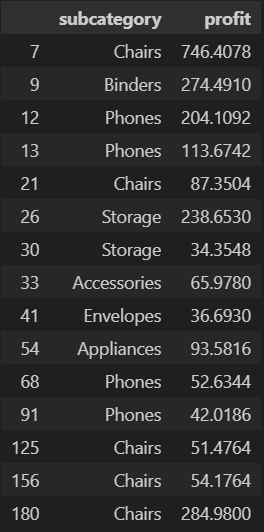 subcategory profit
7 Chairs 746.4078
9 Binders 274.4910
12 Phones 204.1092
13 Phones 113.6742
21 Chairs 87.3504
26 Storage 238.6530
30 Storage 34.3548
33 Accessories 65.9780
41 Envelopes 36.6930
54 Appliances 93.5816
68 Phones 52.6344
91 Phones 42.0186
125 Chairs 51.4764
156 Chairs 54.1764
180 Chairs 284.9800